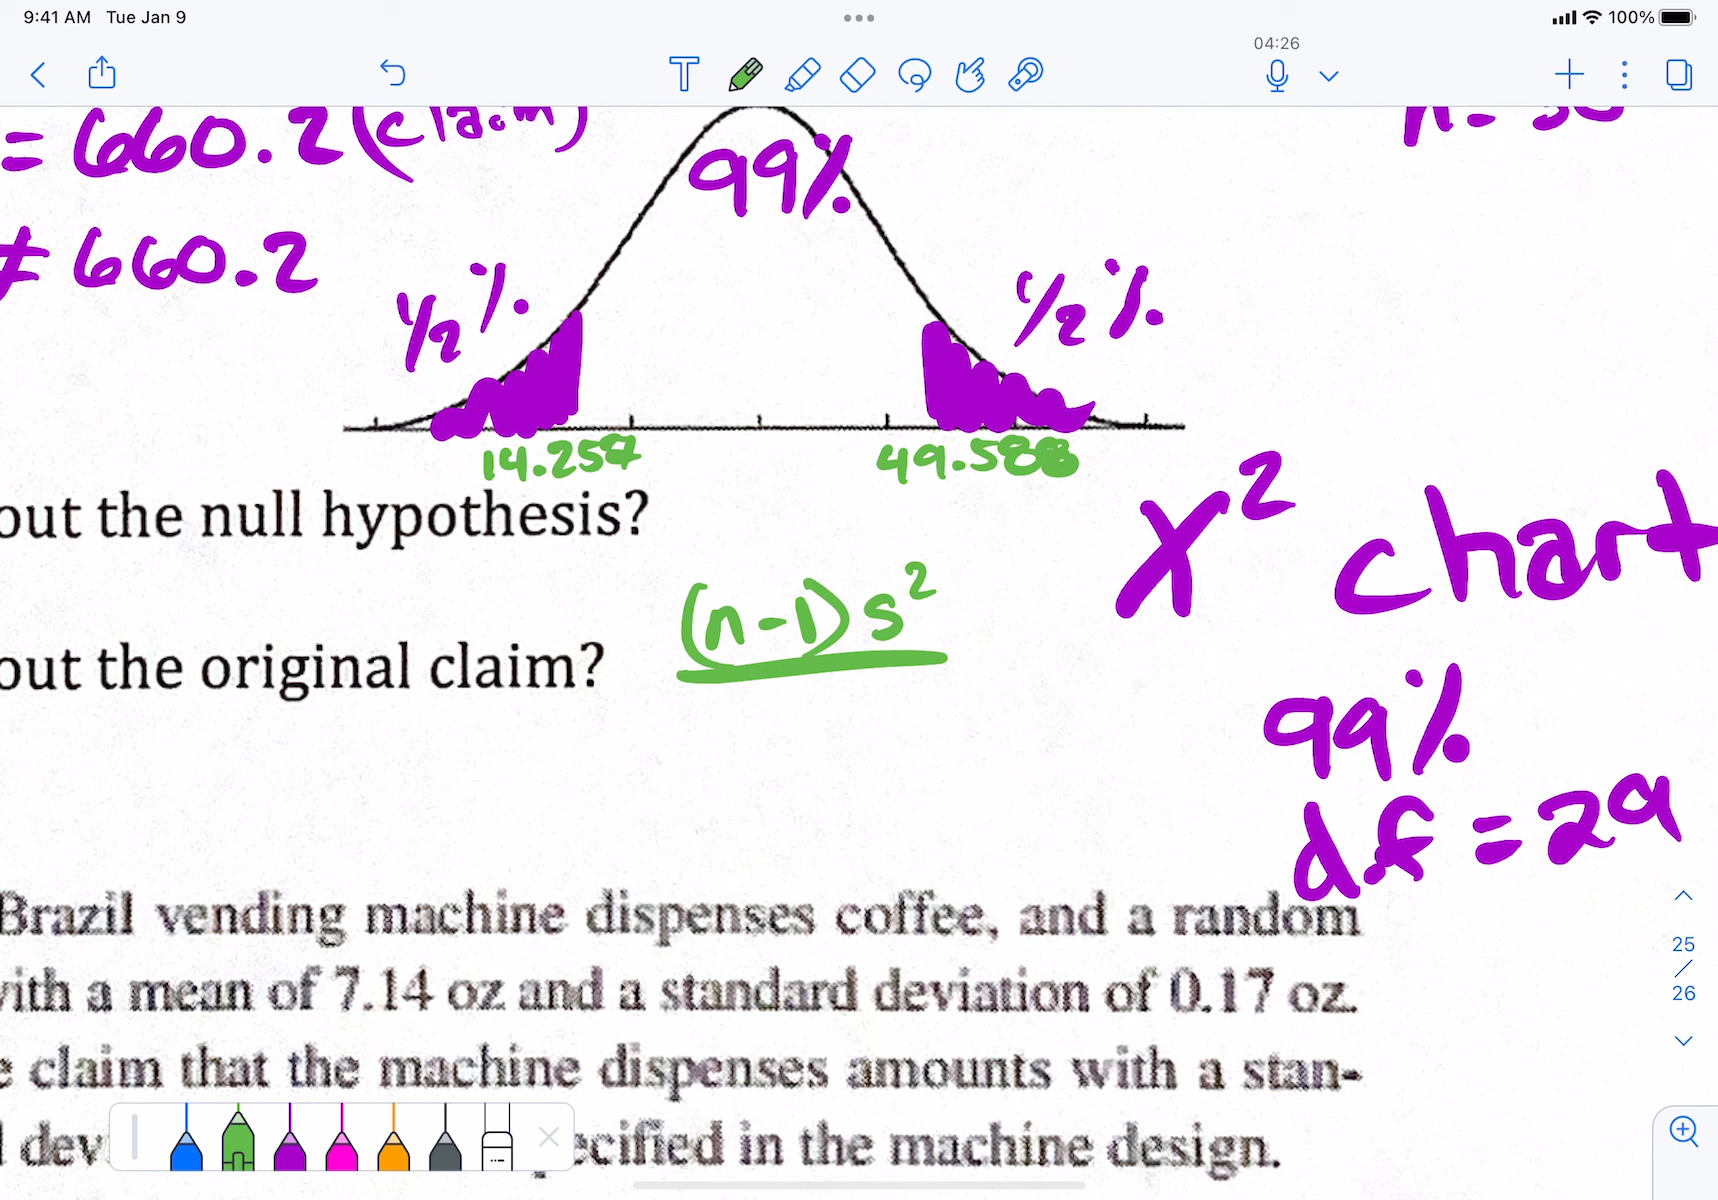 9:41 AM Tue Jan 9
100%
04:26
= 660.2 (claim)
99%
n = 30
≠ 660.2
1/2 %
1/2 %
14.257
49.588
out the null hypothesis?
X² chart
(n-1) s²
out the original claim?
99%
df = 29
Brazil vending machine dispenses coffee, and a random
with a mean of 7.14 oz and a standard deviation of 0.17 oz.
claim that the machine dispenses amounts with a stan-
dev
ecified in the machine design.
25
/
26